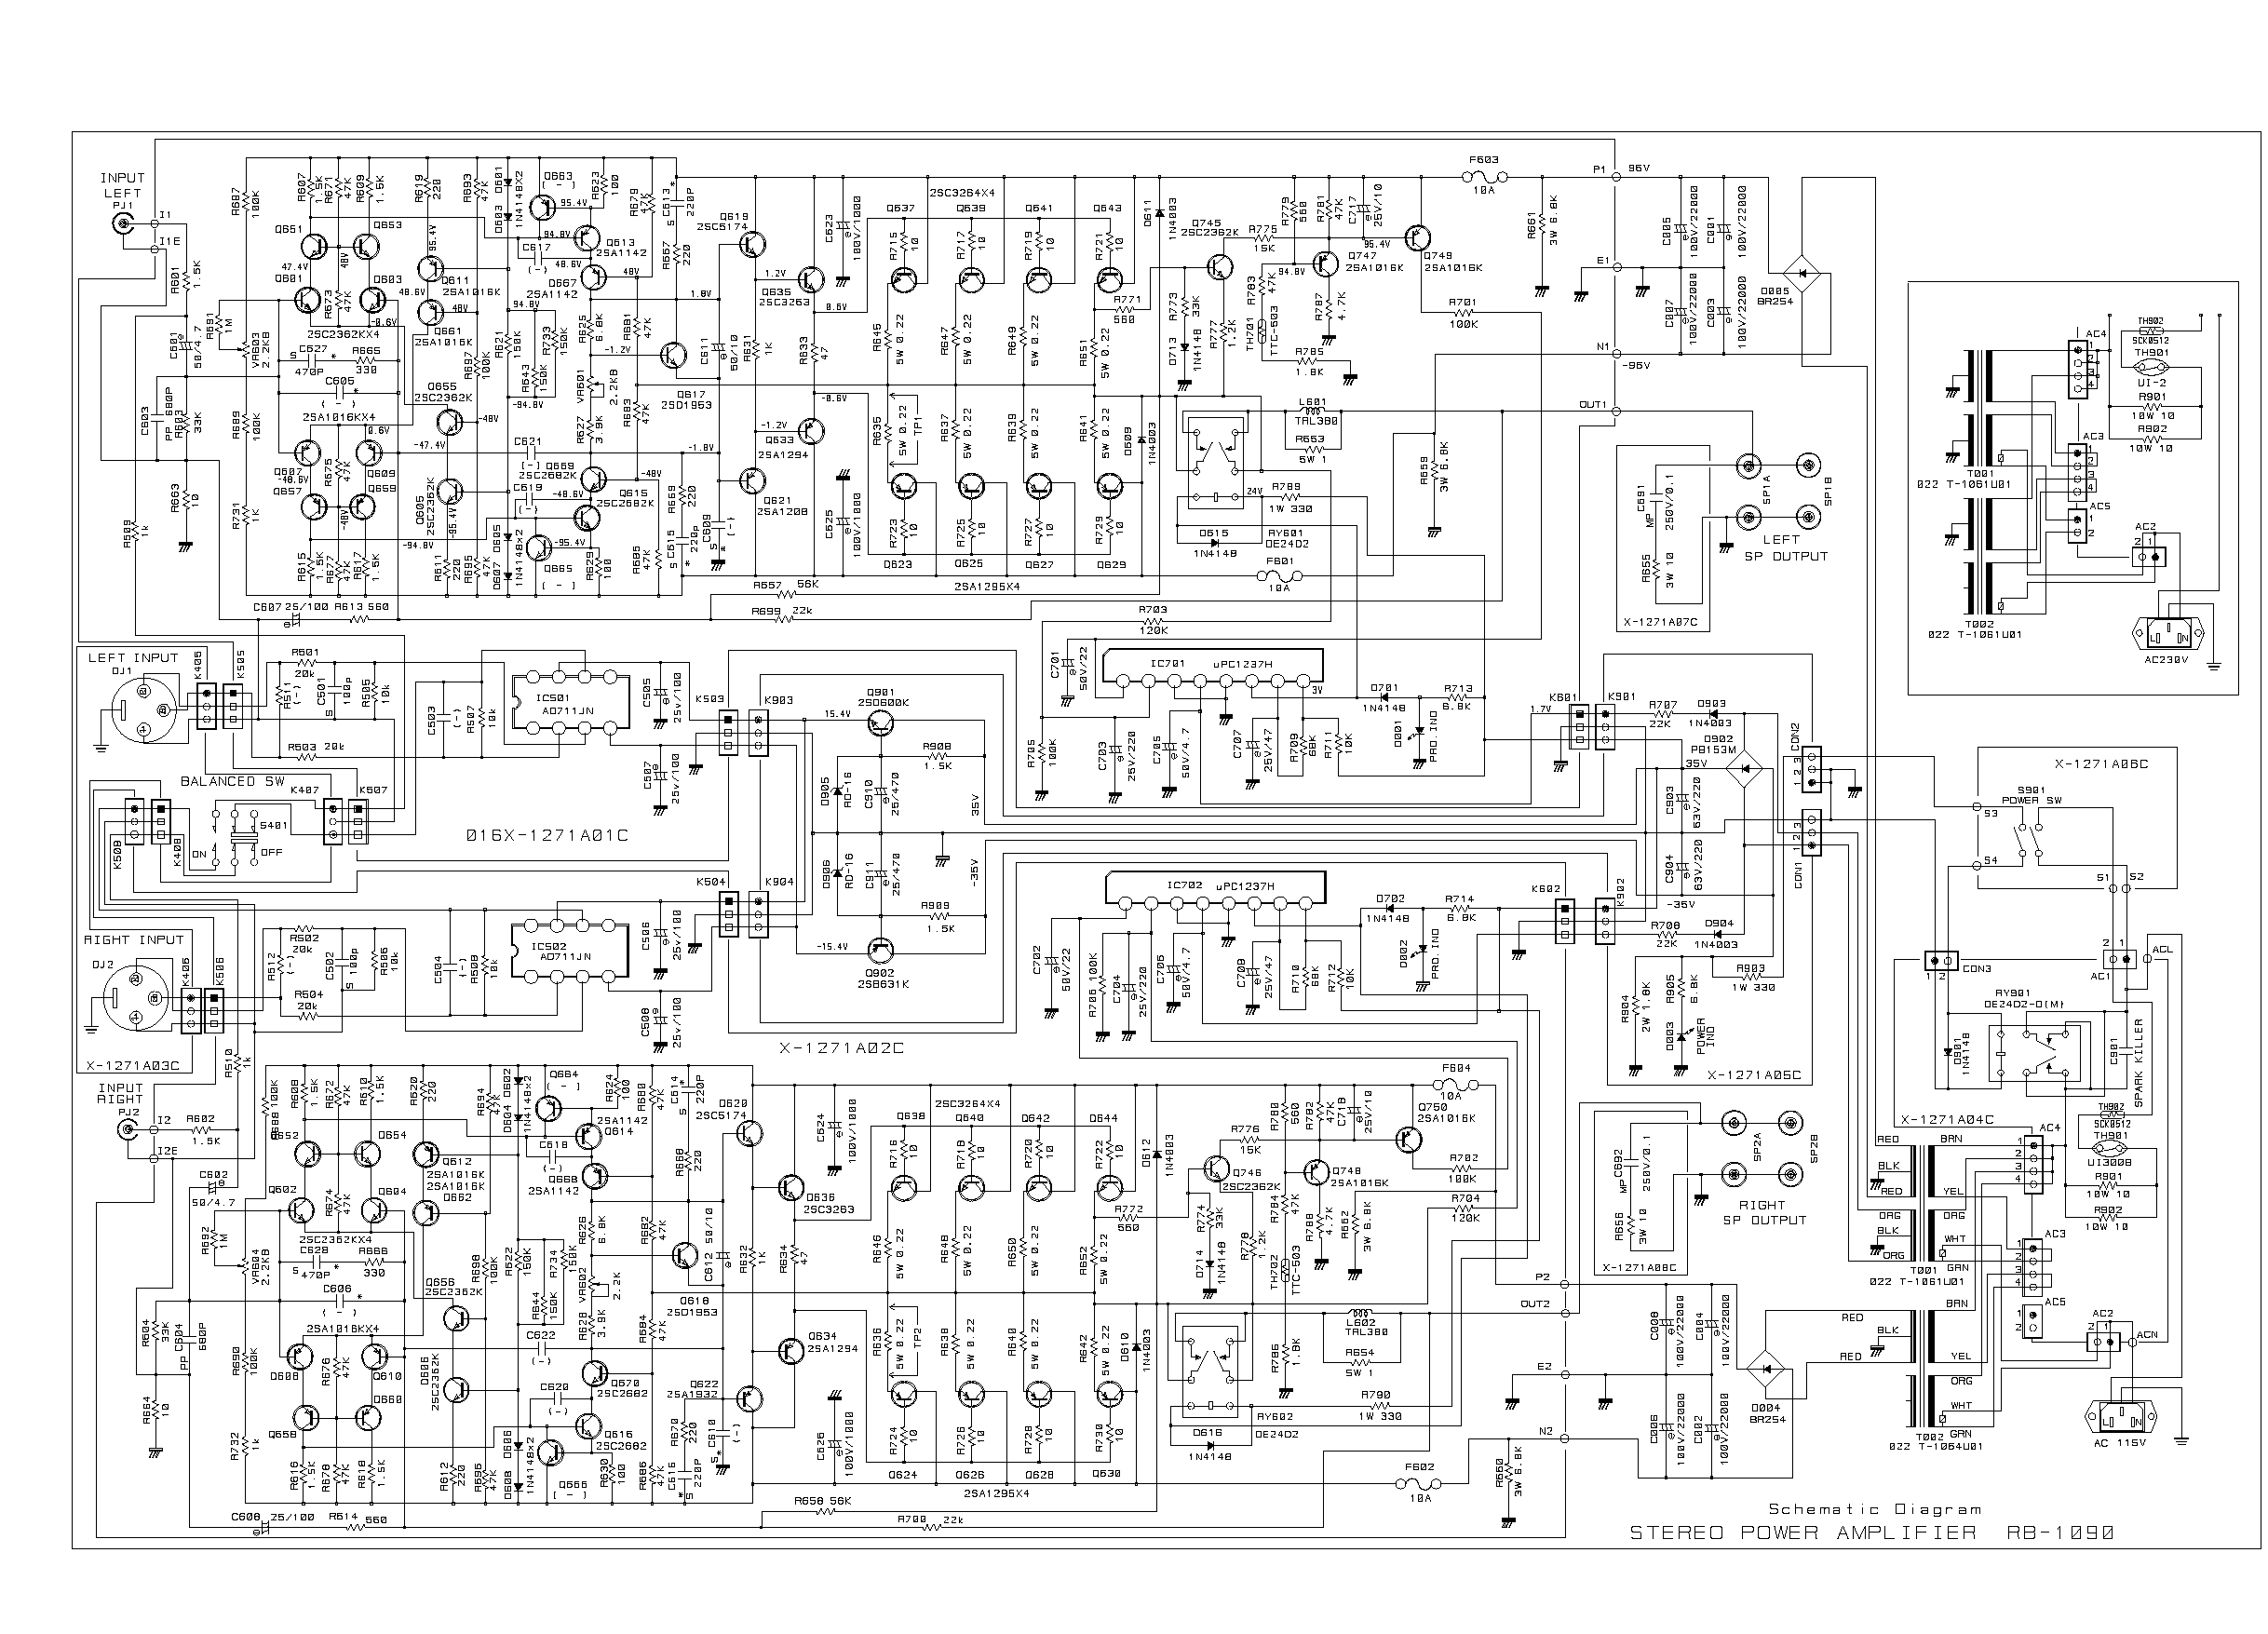 INPUT
LEFT
PJ1
I1
I1E
R601
1.5K
R687
100K
R607
1.5K
R671
47K
R609
1.5K
R619
220
R693
47K
D601
D603
1N4148X2
Q663
( - )
95.4V
R623
100
R679
47K
C613
220P
Q619
2SC5174
C623
100V/1000
2SC3264X4
Q637
Q639
Q641
Q643
R715
10
R717
10
R719
10
R721
10
D611
1N4003
Q745
2SC2362K
R775
15K
R779
560
R781
47K
C717
25V/10
95.4V
Q747
2SA1016K
Q749
2SA1016K
F603
10A
P1
96V
R661
3W 6.8K
C005
100V/22000
C001
100V/22000
E1
C007
100V/22000
C003
100V/22000
N1
-96V
D005
BR254
Q651
Q653
47.4V
48V
Q601
Q603
R673
47K
48.6V
-0.6V
2SC2362KX4
Q611
2SA1016K
Q661
2SA1016K
95.4V
48V
94.8V
C617
(-)
48.6V
Q613
2SA1142
Q667
2SA1142
48V
R667
220
1.8V
1.2V
Q635
2SC3263
0.6V
R771
560
R773
33K
D713
1N4148
R777
1.2K
R783
47K
94.8V
TH701
TTC-503
R787
4.7K
R785
1.8K
R701
100K
C601
50/4.7
R691
1M
VR603
2.2KB
C627
470P
R665
330
C605
( - )
R697
100K
R621
150K
R733
150K
R643
150K
94.8V
-94.8V
R625
6.8K
-1.2V
VR601
2.2KB
R627
3.9K
R681
47K
R683
47K
Q617
2SD1953
C611
50/10
R631
1K
R633
47
R645
5W 0.22
R647
5W 0.22
R649
5W 0.22
R651
5W 0.22
C603
PP 680P
R603
33K
R689
100K
2SA1016KX4
0.6V
Q655
2SC2362K
-48V
-47.4V
Q607
-48.6V
Q657
R675
47K
Q609
Q659
-48V
-94.8V
Q605
2SC2362K
-95.4V
C621
(-)
Q669
2SC2682K
C619
(-)
-48.6V
-48V
Q615
2SC2682K
R669
220
-1.8V
-0.6V
-1.2V
Q633
2SA1294
Q621
2SA1208
R635
5W 0.22
TP1
R637
5W 0.22
R639
5W 0.22
R641
5W 0.22
D609
1N4003
L601
TRL380
R653
5W 1
24V
R789
1W 330
D615
1N4148
RY601
DE24D2
OUT1
R659
3W 6.8K
R663
10
R509
1k
R731
1K
R615
1.5K
R677
47K
R617
1.5K
R611
220
R695
47K
D605
D607
1N4148x2
Q665
( - )
-95.4V
R629
100
R685
47K
C615
220p
C609
(-)
C625
100V/1000
R723
10
R725
10
R727
10
R729
10
Q623
Q625
Q627
Q629
2SA1295X4
F601
10A
R657
56K
R699
22k
C607
25/100
R613
560
R703
120K
C691
MP
250V/0.1
R655
3W 10
X-1271A07C
SP1A
SP1B
LEFT
SP OUTPUT
AC4
TH902
SCK0512
TH901
UI-2
R901
10W 10
R902
10W 10
AC3
AC5
AC2
T001
022 T-1061U01
T002
022 T-1061U01
AC230V
LEFT INPUT
DJ1
K405
K505
R501
20k
R511
(-)
C501
100p
R505
10k
R503
20k
C503
(-)
R507
10k
IC501
AD711JN
C505
25v/100
C507
25v/100
K503
K903
15.4V
Q901
2SD600K
R908
1.5K
D905
RD-16
C910
25/470
35V
C701
50V/22
IC701
uPC1237H
3V
D701
1N4148
R713
6.8K
R705
100K
C703
25V/220
C705
50V/4.7
C707
25V/47
R709
68K
R711
10K
D001
PRO.IND
K601
K901
1.7V
R707
22K
D903
1N4003
D902
PB153M
35V
CON2
C903
63V/220
C904
63V/220
CON1
BALANCED SW
K407
K507
K509
K409
S401
ON
OFF
016X-1271A01C
D906
RD-16
C911
25/470
-35V
R909
1.5K
-15.4V
Q902
2SB631K
K504
K904
X-1271A02C
RIGHT INPUT
DJ2
K406
K506
X-1271A03C
R502
20k
R512
(-)
C502
100p
R506
10k
R504
20k
C504
(-)
R508
10k
IC502
AD711JN
C506
25v/100
C508
25v/100
C702
50V/22
IC702
uPC1237H
D702
1N4148
R714
6.8K
R706 100K
C704
25V/220
C706
50V/4.7
C708
25V/47
R710
68K
R712
10K
D002
PRO.IND
K602
K902
-35V
R708
22K
D904
1N4003
R903
1W 330
R904
2W 1.8K
R905
6.8K
D003
POWER
IND
X-1271A05C
X-1271A06C
S901
POWER SW
S3
S4
S1
S2
CON3
AC1
ACL
RY901
DE24D2-O(M)
D901
1N4148
C901
SPARK KILLER
X-1271A04C
INPUT
RIGHT
PJ2
I2
I2E
R602
1.5K
R510
1k
C602
50/4.7
R688
100K
R608
1.5K
R672
47K
R610
1.5K
R620
220
R694
47K
D602
D604
1N4148x2
Q664
( - )
R624
100
R680
47K
C614
220P
Q620
2SC5174
C624
100V/1000
2SC3264X4
Q638
Q640
Q642
Q644
R716
10
R718
10
R720
10
R722
10
D612
1N4003
R776
15K
Q746
2SC2362K
R780
560
R782
47K
C718
25V/10
Q748
2SA1016K
Q750
2SA1016K
F604
10A
R702
100K
R704
120K
Q652
Q654
Q602
Q604
R674
47K
2SC2362KX4
Q612
2SA1016K
2SA1016K
Q662
2SA1142
Q614
C618
(-)
Q668
2SA1142
R668
220
Q636
2SC3263
R772
560
R774
33K
D714
1N4148
R778
1.2K
R784
47K
TH702
TTC-503
R788
4.7K
R662
3W 6.8K
R786
1.8K
R692
1M
VR604
2.2KB
C628
470P
R666
330
C606
(-)
2SA1016KX4
Q656
2SC2362K
R698
100K
R622
150K
R734
150K
R644
150K
R626
6.8K
VR602
2.2K
R628
3.9K
R682
47K
R684
47K
Q618
2SD1953
C612
50/10
R632
1K
R634
47
R646
5W 0.22
R648
5W 0.22
R650
5W 0.22
R652
5W 0.22
Q634
2SA1294
R636
5W 0.22
TP2
R638
5W 0.22
R640
5W 0.22
R642
5W 0.22
D610
1N4003
L602
TRL380
R654
5W 1
R790
1W 330
RY602
DE24D2
D616
1N4148
R604
33K
C604
680P
PP
R690
100K
Q608
R676
47K
Q610
Q658
Q660
Q606
2SC2362K
C622
(-)
C620
(-)
Q670
2SC2682
Q616
2SC2682
Q622
2SA1932
R670
220
C610
(-)
C616
220P
C626
100V/1000
R724
10
R726
10
R728
10
R730
10
Q624
Q626
Q628
Q630
2SA1295X4
F602
10A
R664
10
R732
1k
R616
1.5K
R678
47K
R618
1.5K
R612
220
R696
47K
D606
D608
1N4148x2
Q666
( - )
R630
100
R686
47K
C608
25/100
R614
560
R658
56K
R700
22k
P2
OUT2
E2
N2
R660
3W 6.8K
MP
C692
250V/0.1
R656
3W 10
X-1271A08C
SP2A
SP2B
RIGHT
SP OUTPUT
C008
100V/22000
C004
100V/22000
C006
100V/22000
C002
100V/22000
D004
BR254
RED
BLK
RED
ORG
BLK
ORG
BRN
YEL
ORG
WHT
GRN
T001
022 T-1061U01
RED
BLK
RED
BRN
YEL
ORG
WHT
GRN
T002
022 T-1064U01
AC4
TH902
SCK0512
TH901
UI3008
R901
10W 10
R902
10W 10
AC3
AC5
AC2
ACN
AC 115V
Schematic Diagram
STEREO POWER AMPLIFIER RB-1090